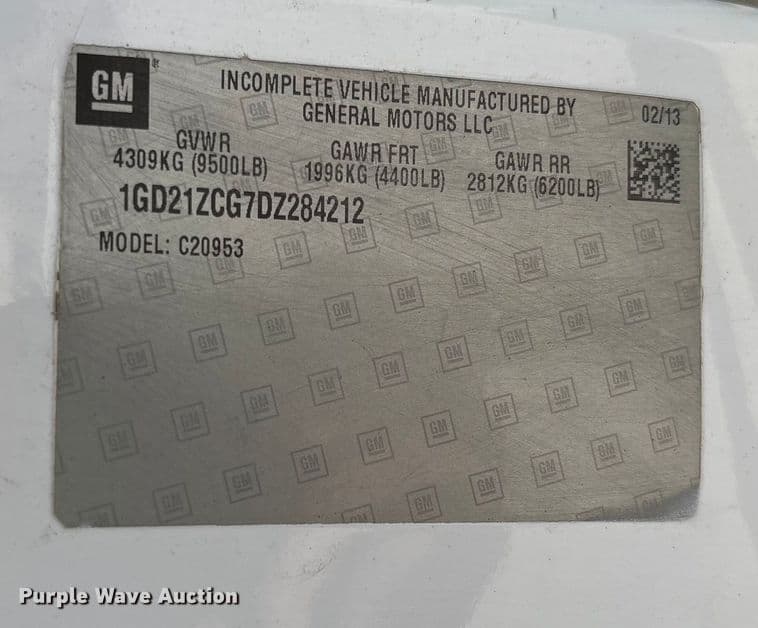 GM
INCOMPLETE VEHICLE MANUFACTURED BY
GENERAL MOTORS LLC
02/13
GVWR
4309KG (9500LB)
GAWR FRT
1996KG (4400LB)
GAWR RR
2812KG (6200LB)
1GD21ZCG7DZ284212
MODEL: C20953
Purple Wave Auction